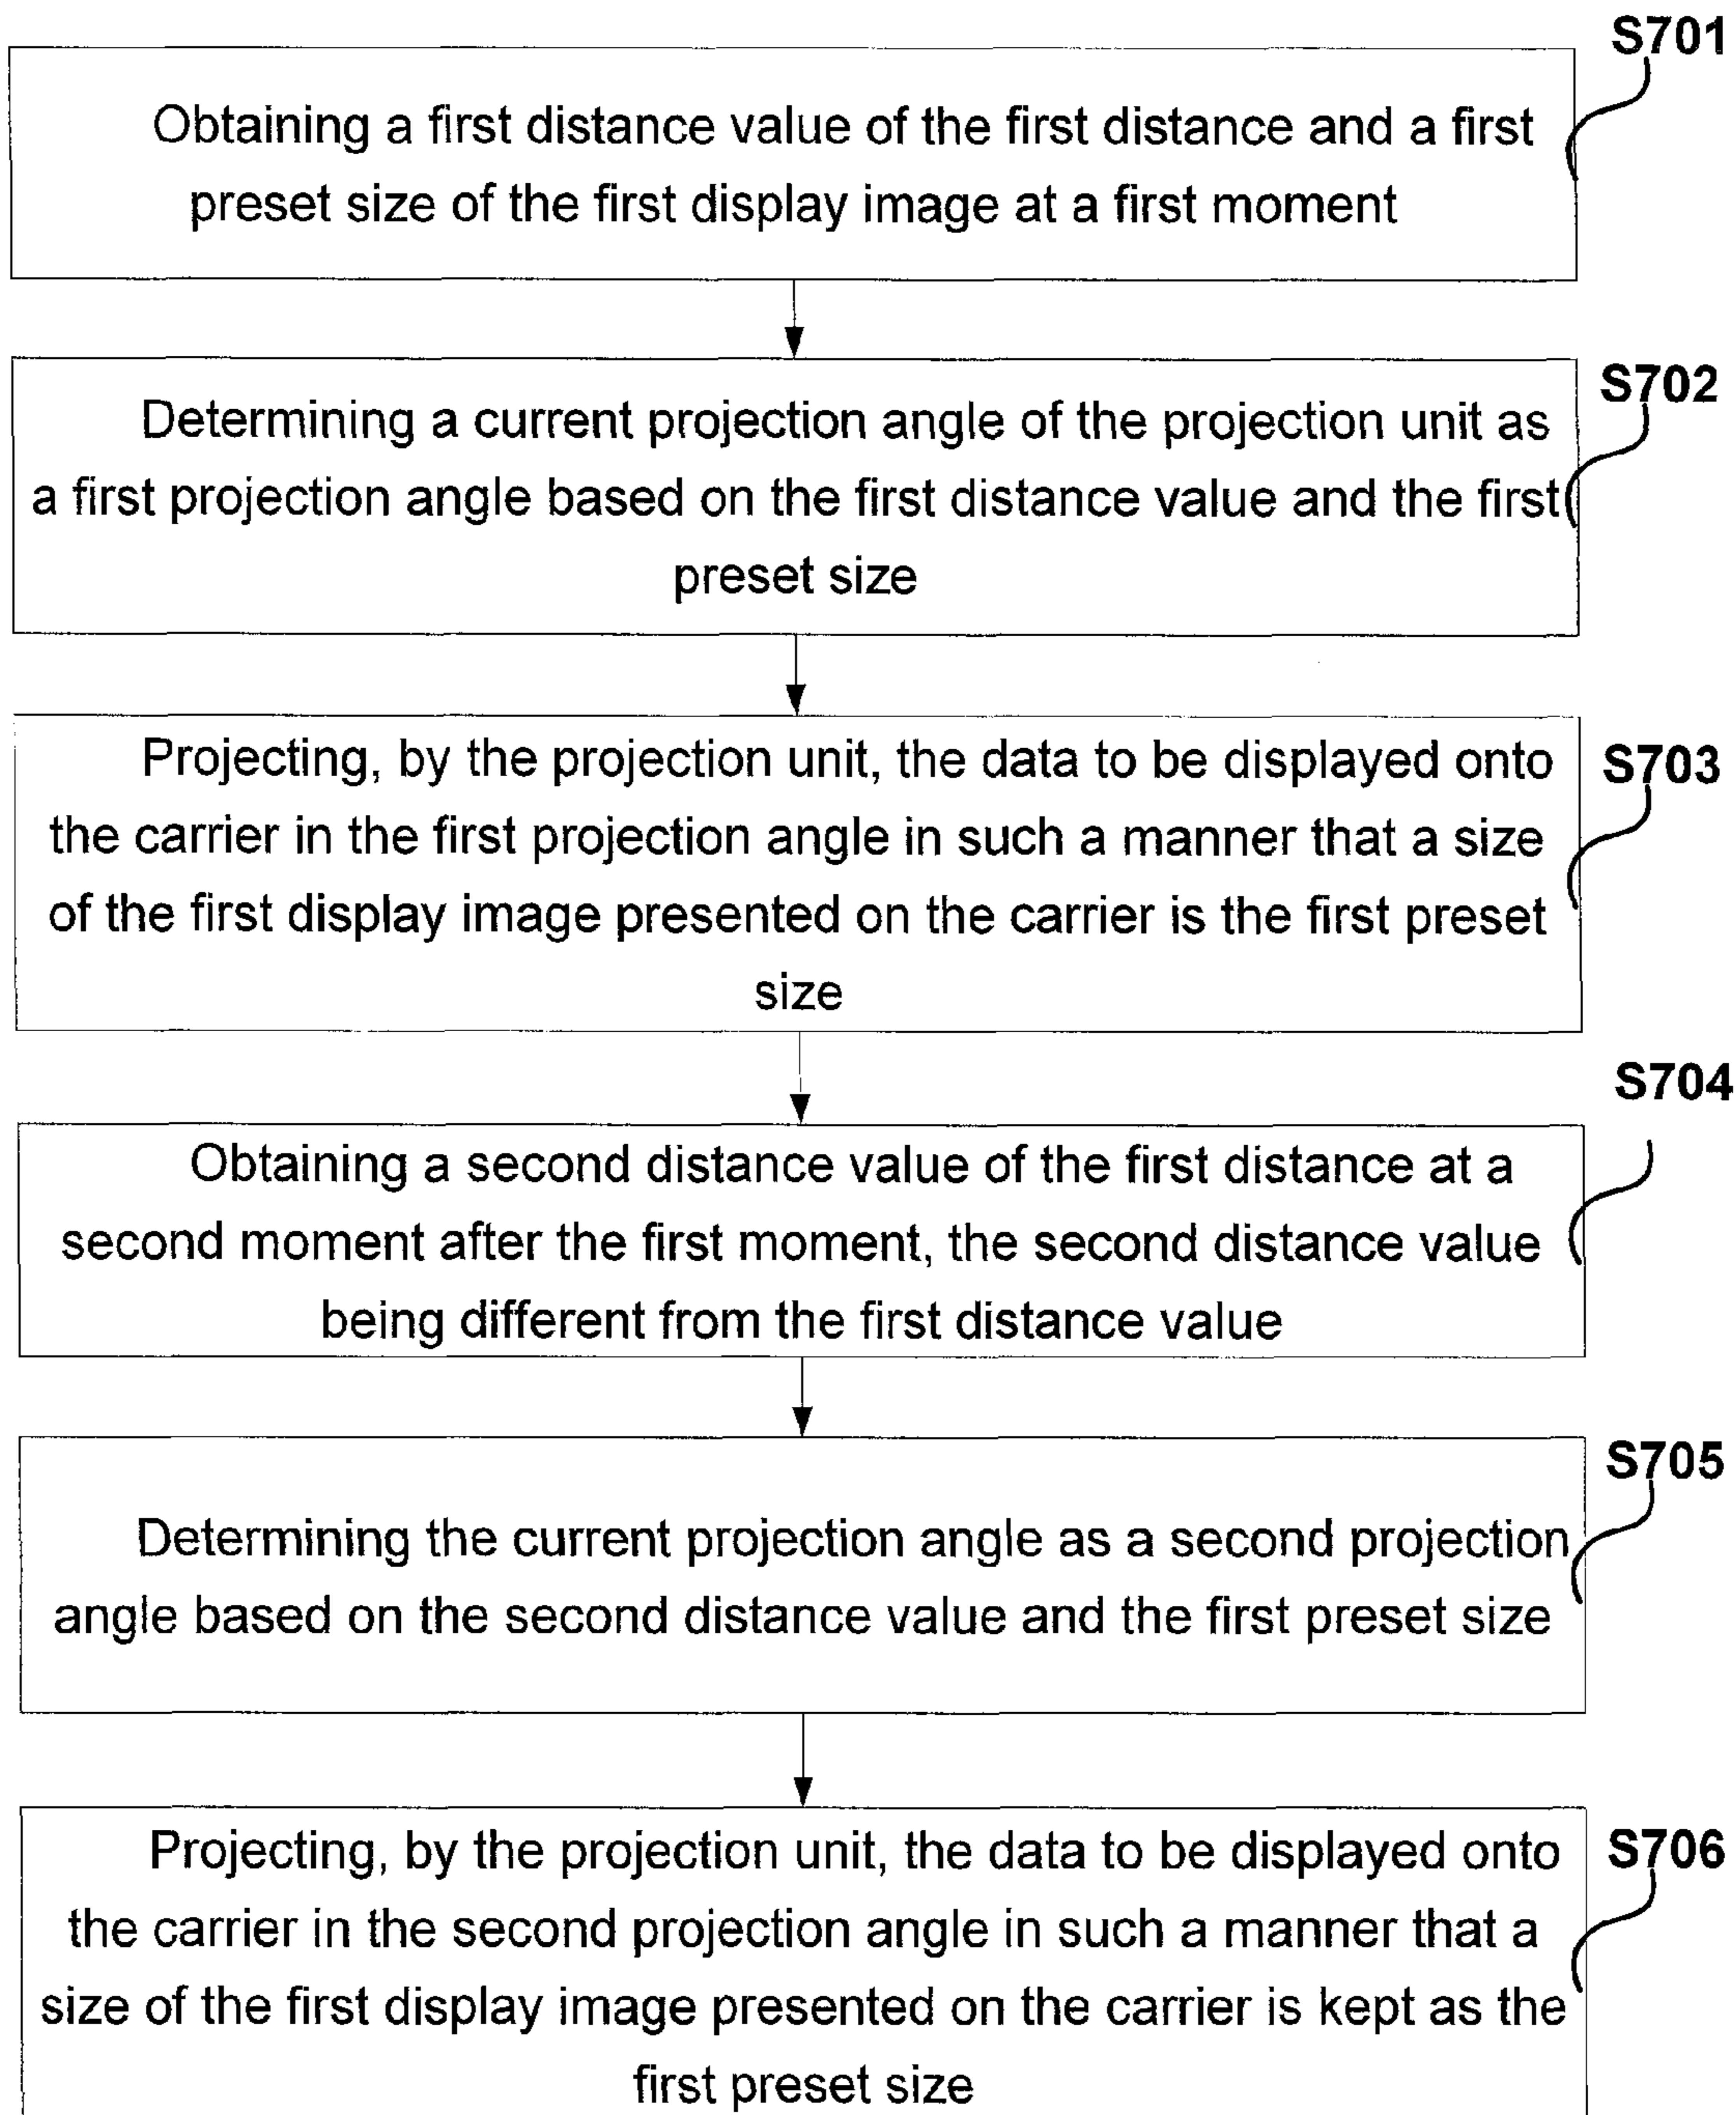 S701
Obtaining a first distance value of the first distance and a first
preset size of the first display image at a first moment
S702
Determining a current projection angle of the projection unit as
a first projection angle based on the first distance value and the first
preset size
S703
Projecting, by the projection unit, the data to be displayed onto
the carrier in the first projection angle in such a manner that a size
of the first display image presented on the carrier is the first preset
size
S704
Obtaining a second distance value of the first distance at a
second moment after the first moment, the second distance value
being different from the first distance value
S705
Determining the current projection angle as a second projection
angle based on the second distance value and the first preset size
S706
Projecting, by the projection unit, the data to be displayed onto
the carrier in the second projection angle in such a manner that a
size of the first display image presented on the carrier is kept as the
first preset size